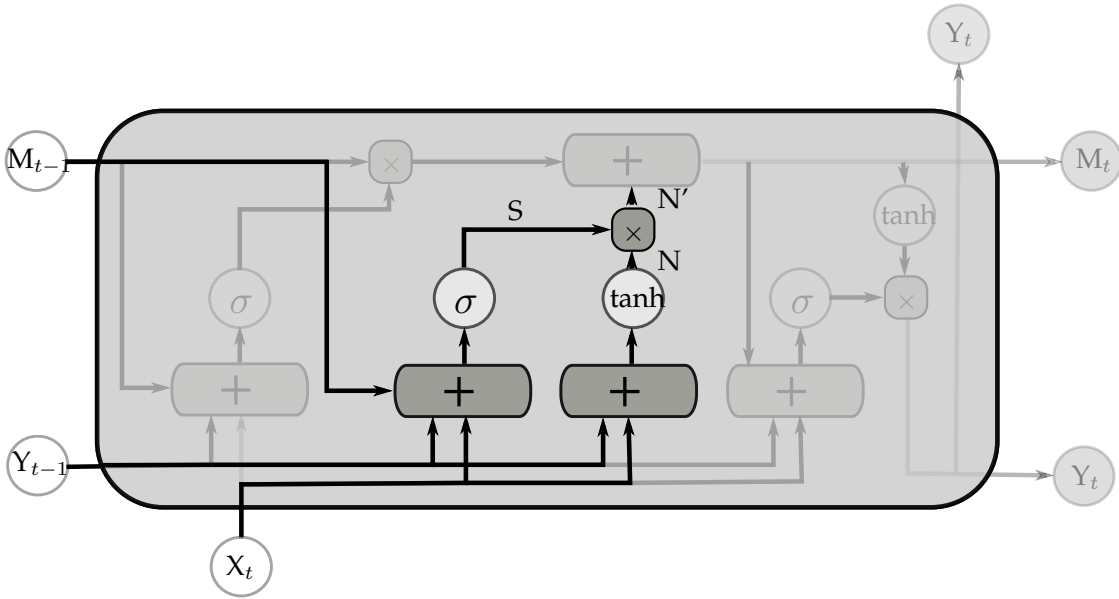 Y_t
M_{t−1}
×
+
M_t
N′
tanh
S
×
N
σ
σ
tanh
σ
×
+
+
+
+
Y_{t−1}
Y_t
X_t